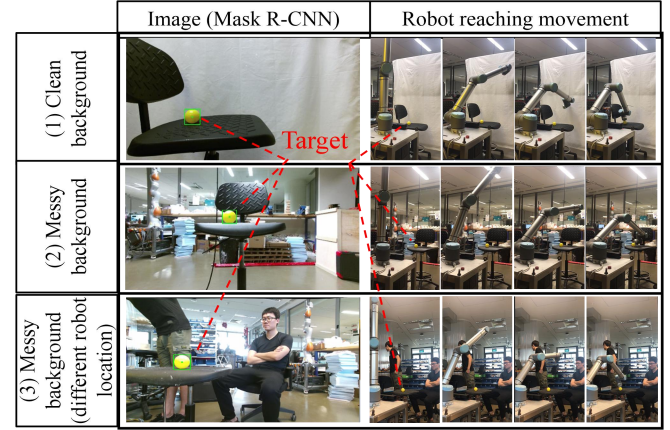 Image (Mask R-CNN)
Robot reaching movement
(1) Clean
background
Target
(2) Messy
background
(3) Messy
background
(different robot
location)